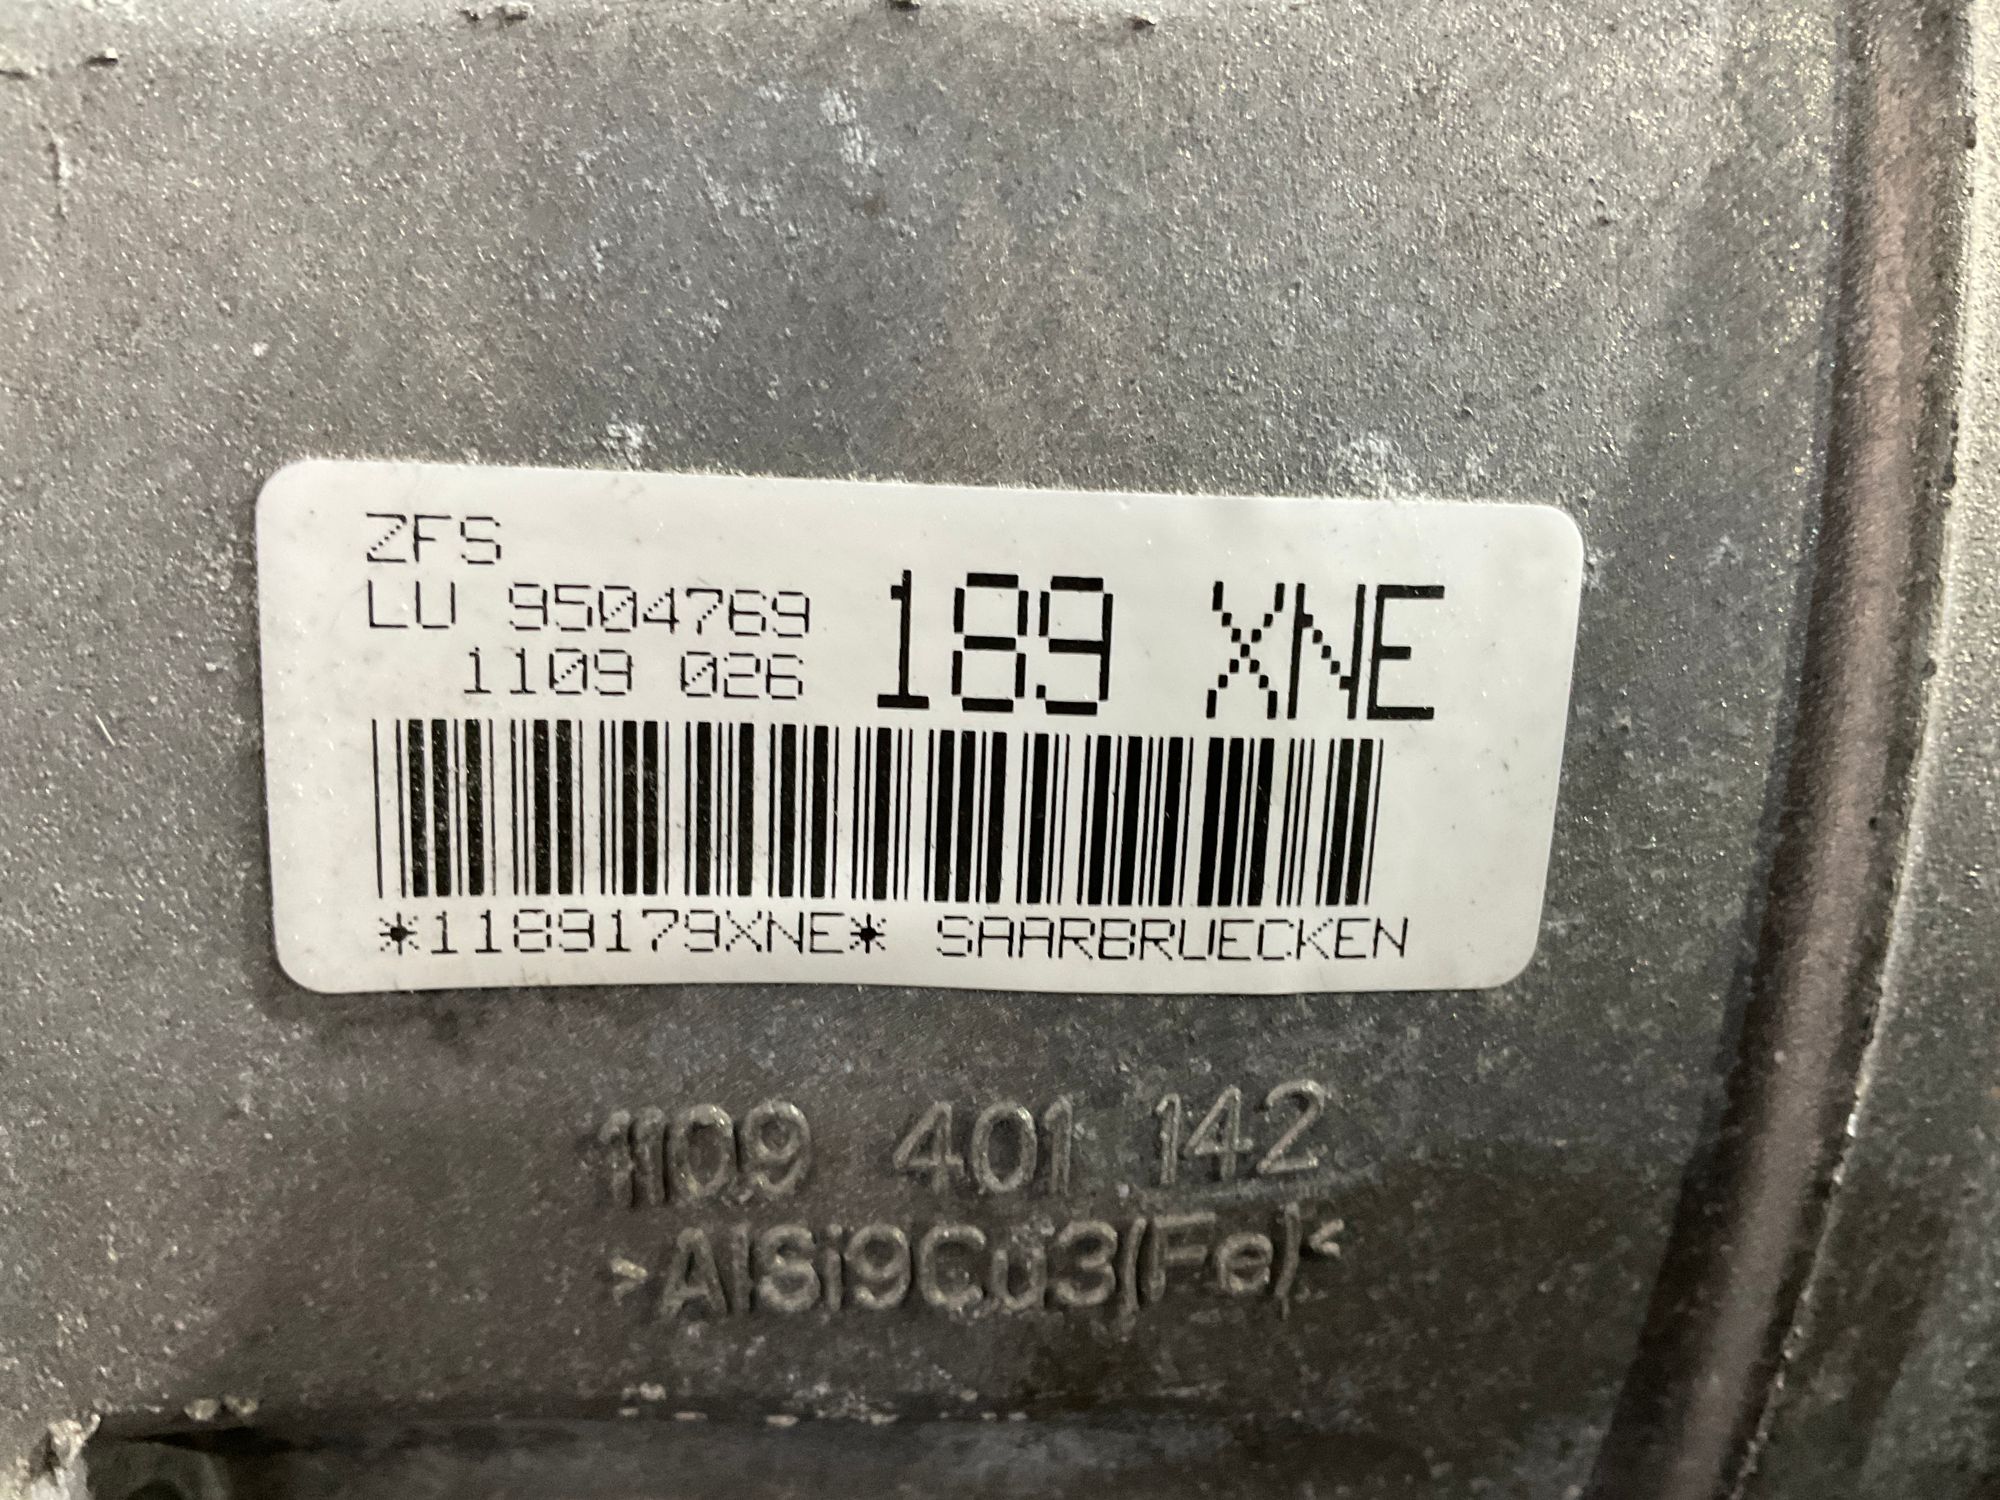 ZFS
LU 9504769 189 XNE
1109 026
*1189179XNE* SAARBRUECKEN
1109 401 142
>AlSi9Cu3(Fe)<